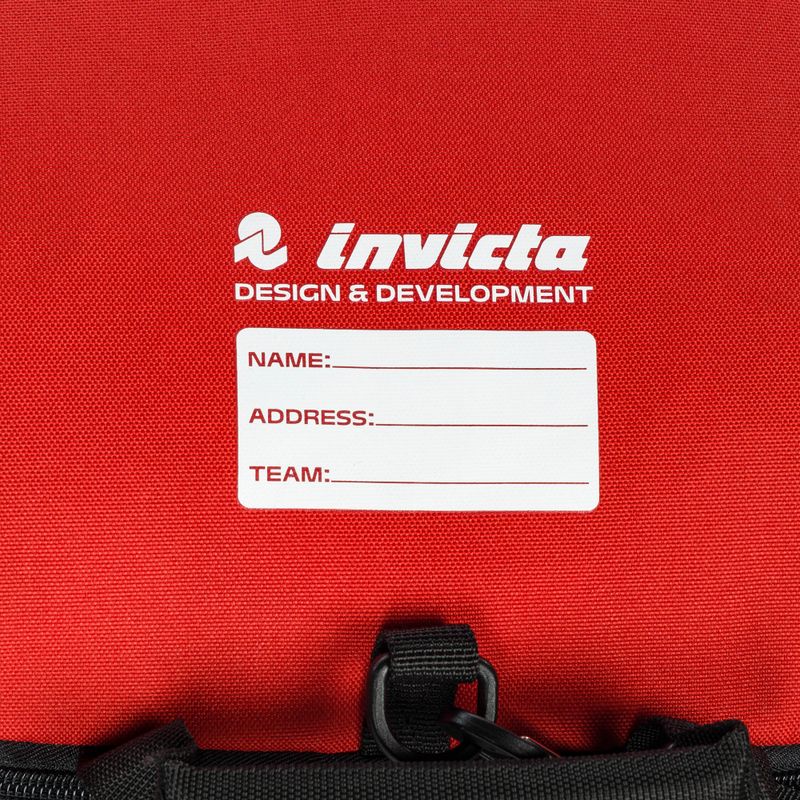 invicta
DESIGN & DEVELOPMENT
NAME:
ADDRESS:
TEAM: